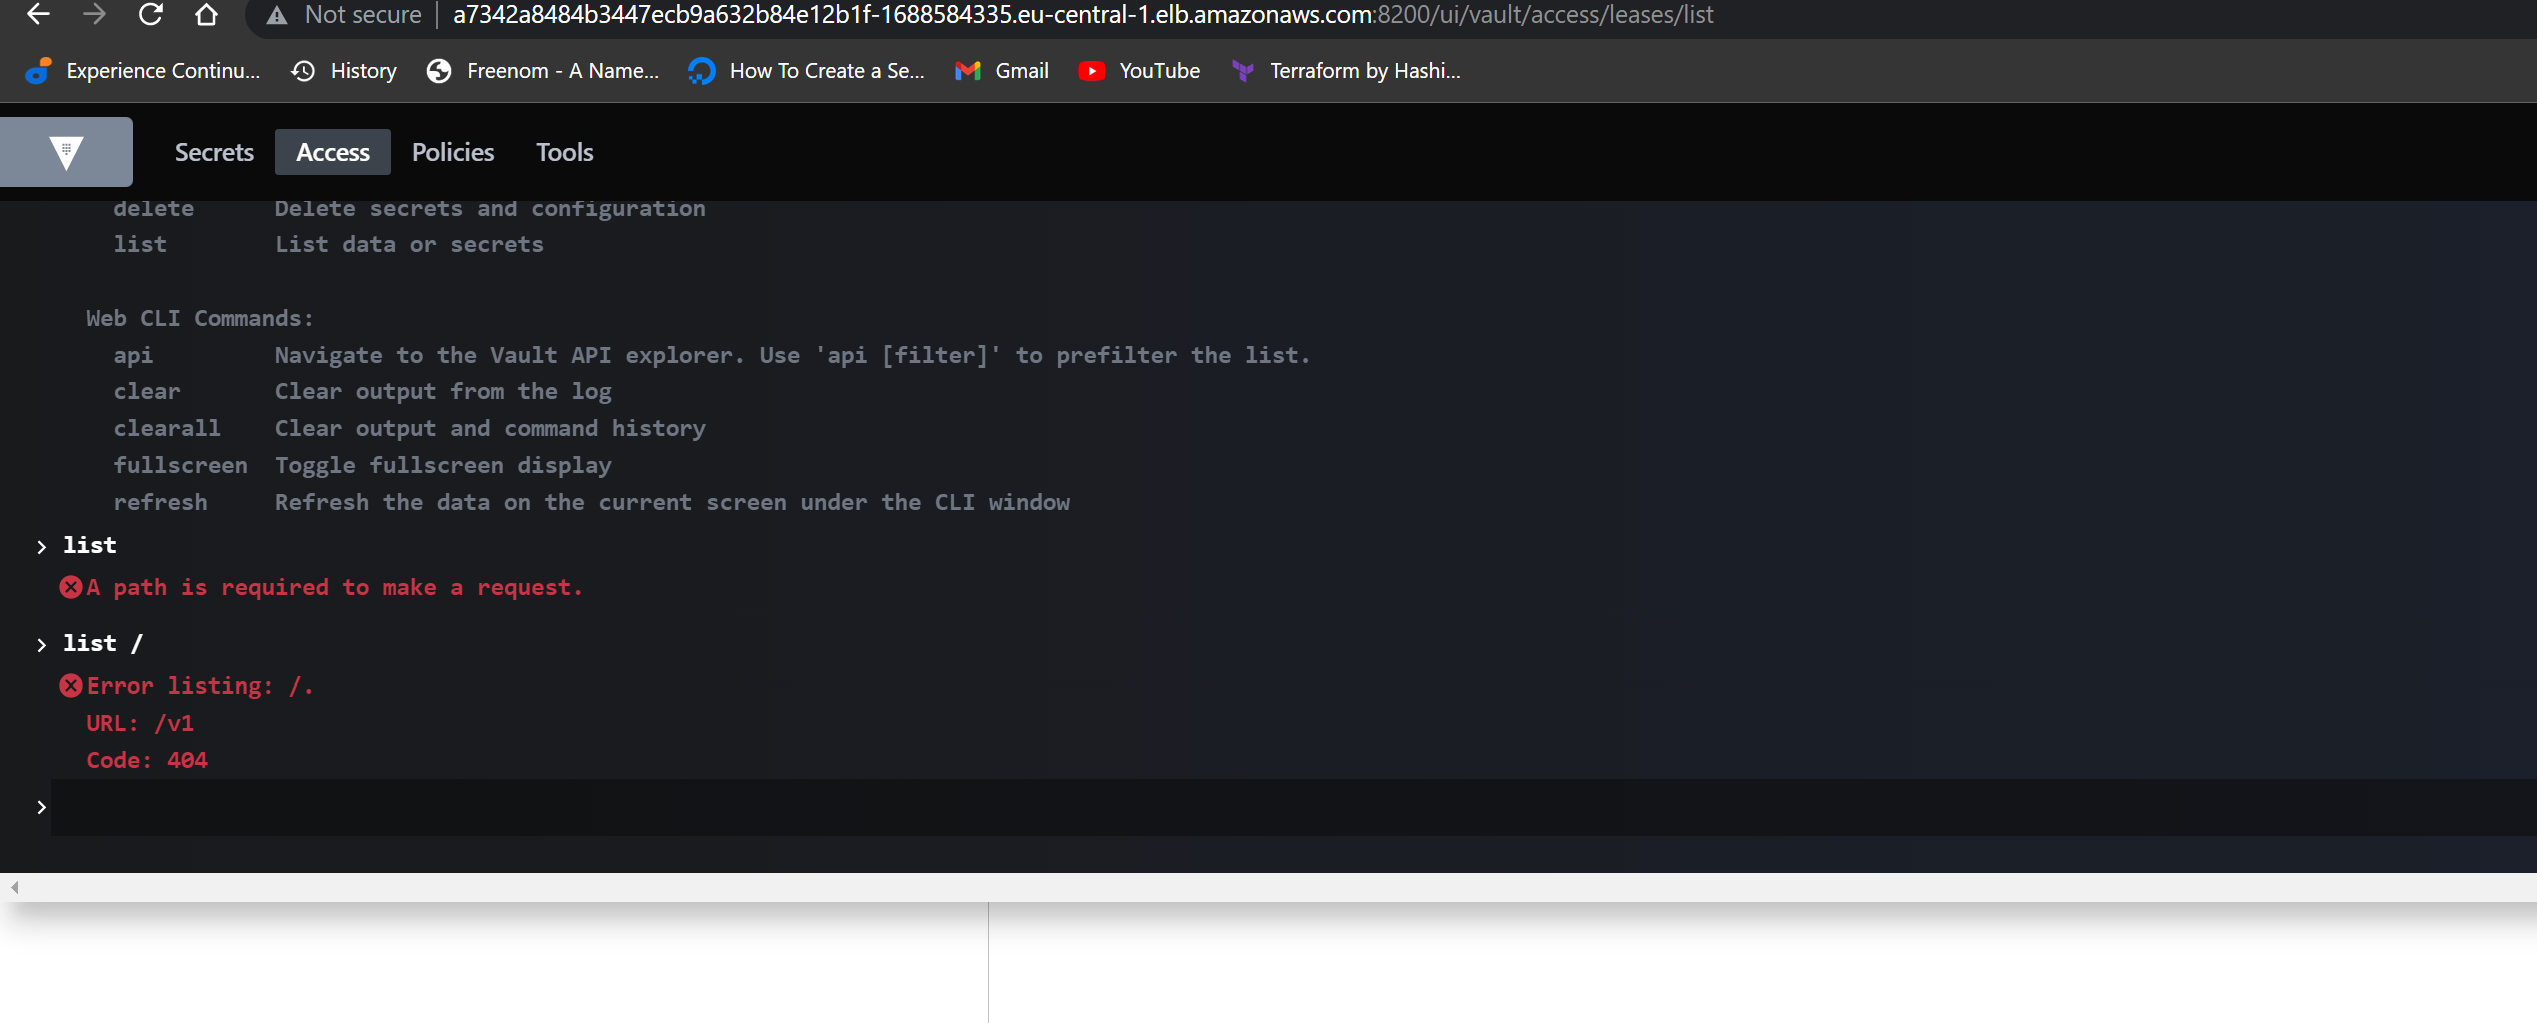 Not secure a7342a8484b3447ecb9a632b84e12b1f-1688584335.eu-central-1.elb.amazonaws.com:8200/ui/vault/access/leases/list
Experience Continu... History Freenom - A Name... How To Create a Se... Gmail YouTube Terraform by Hashi...
Secrets Access Policies Tools
delete Delete secrets and configuration
list List data or secrets
Web CLI Commands:
api Navigate to the Vault API explorer. Use 'api [filter]' to prefilter the list.
clear Clear output from the log
clearall Clear output and command history
fullscreen Toggle fullscreen display
refresh Refresh the data on the current screen under the CLI window
> list
A path is required to make a request.
> list /
Error listing: /.
URL: /v1
Code: 404
>